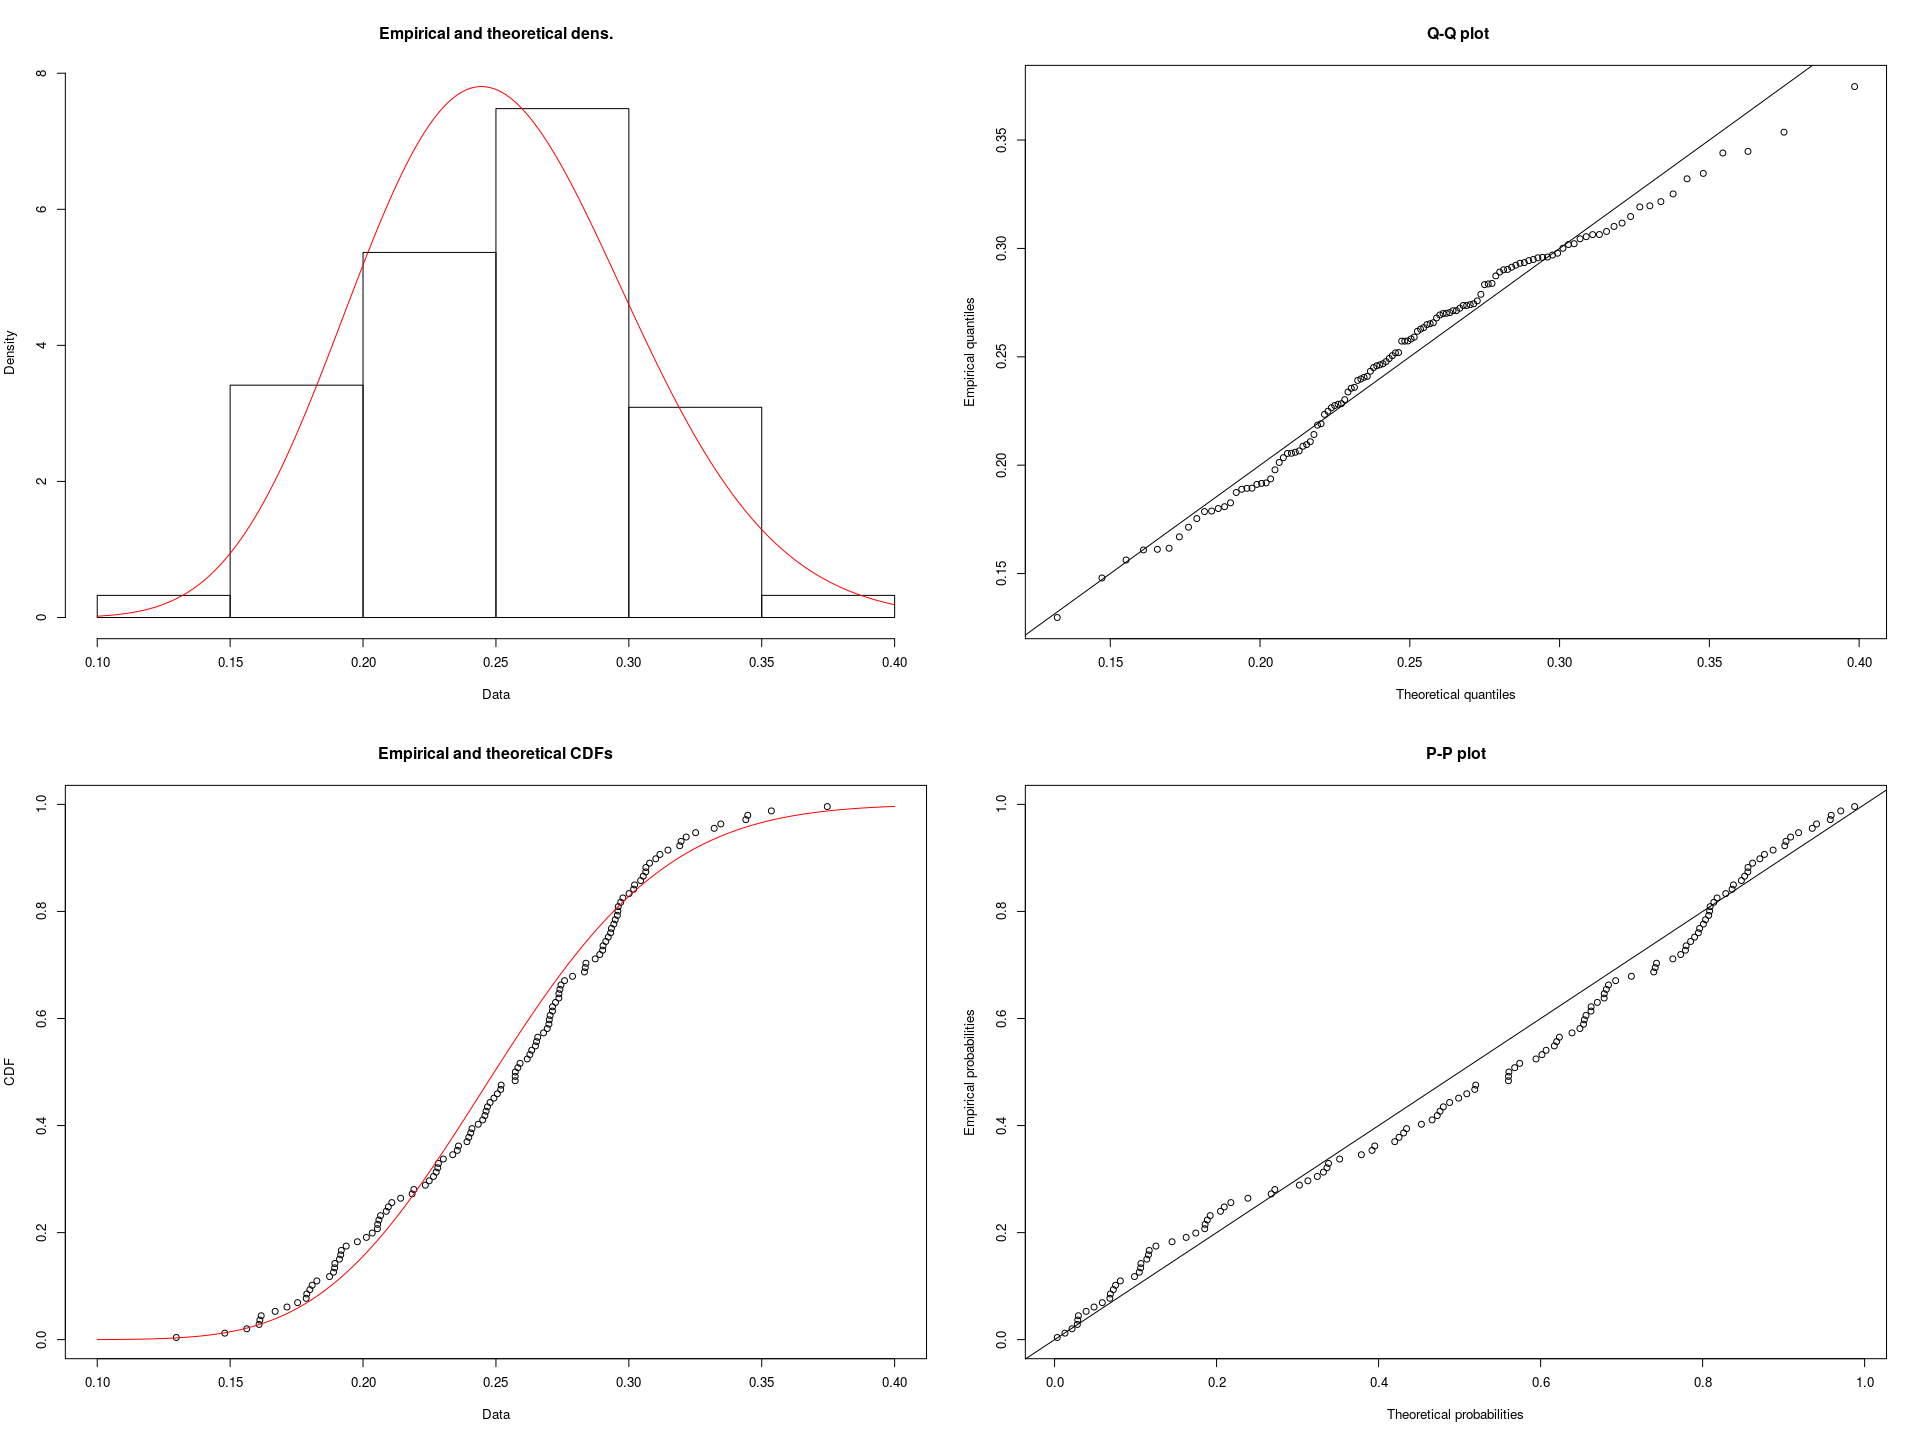 Empirical and theoretical dens.
Density
0 2 4 6 8
0.10 0.15 0.20 0.25 0.30 0.35 0.40
Data
Q-Q plot
Empirical quantiles
0.15 0.20 0.25 0.30 0.35
0.15 0.20 0.25 0.30 0.35 0.40
Theoretical quantiles
Empirical and theoretical CDFs
CDF
0.0 0.2 0.4 0.6 0.8 1.0
0.10 0.15 0.20 0.25 0.30 0.35 0.40
Data
P-P plot
Empirical probabilities
0.0 0.2 0.4 0.6 0.8 1.0
0.0 0.2 0.4 0.6 0.8 1.0
Theoretical probabilities